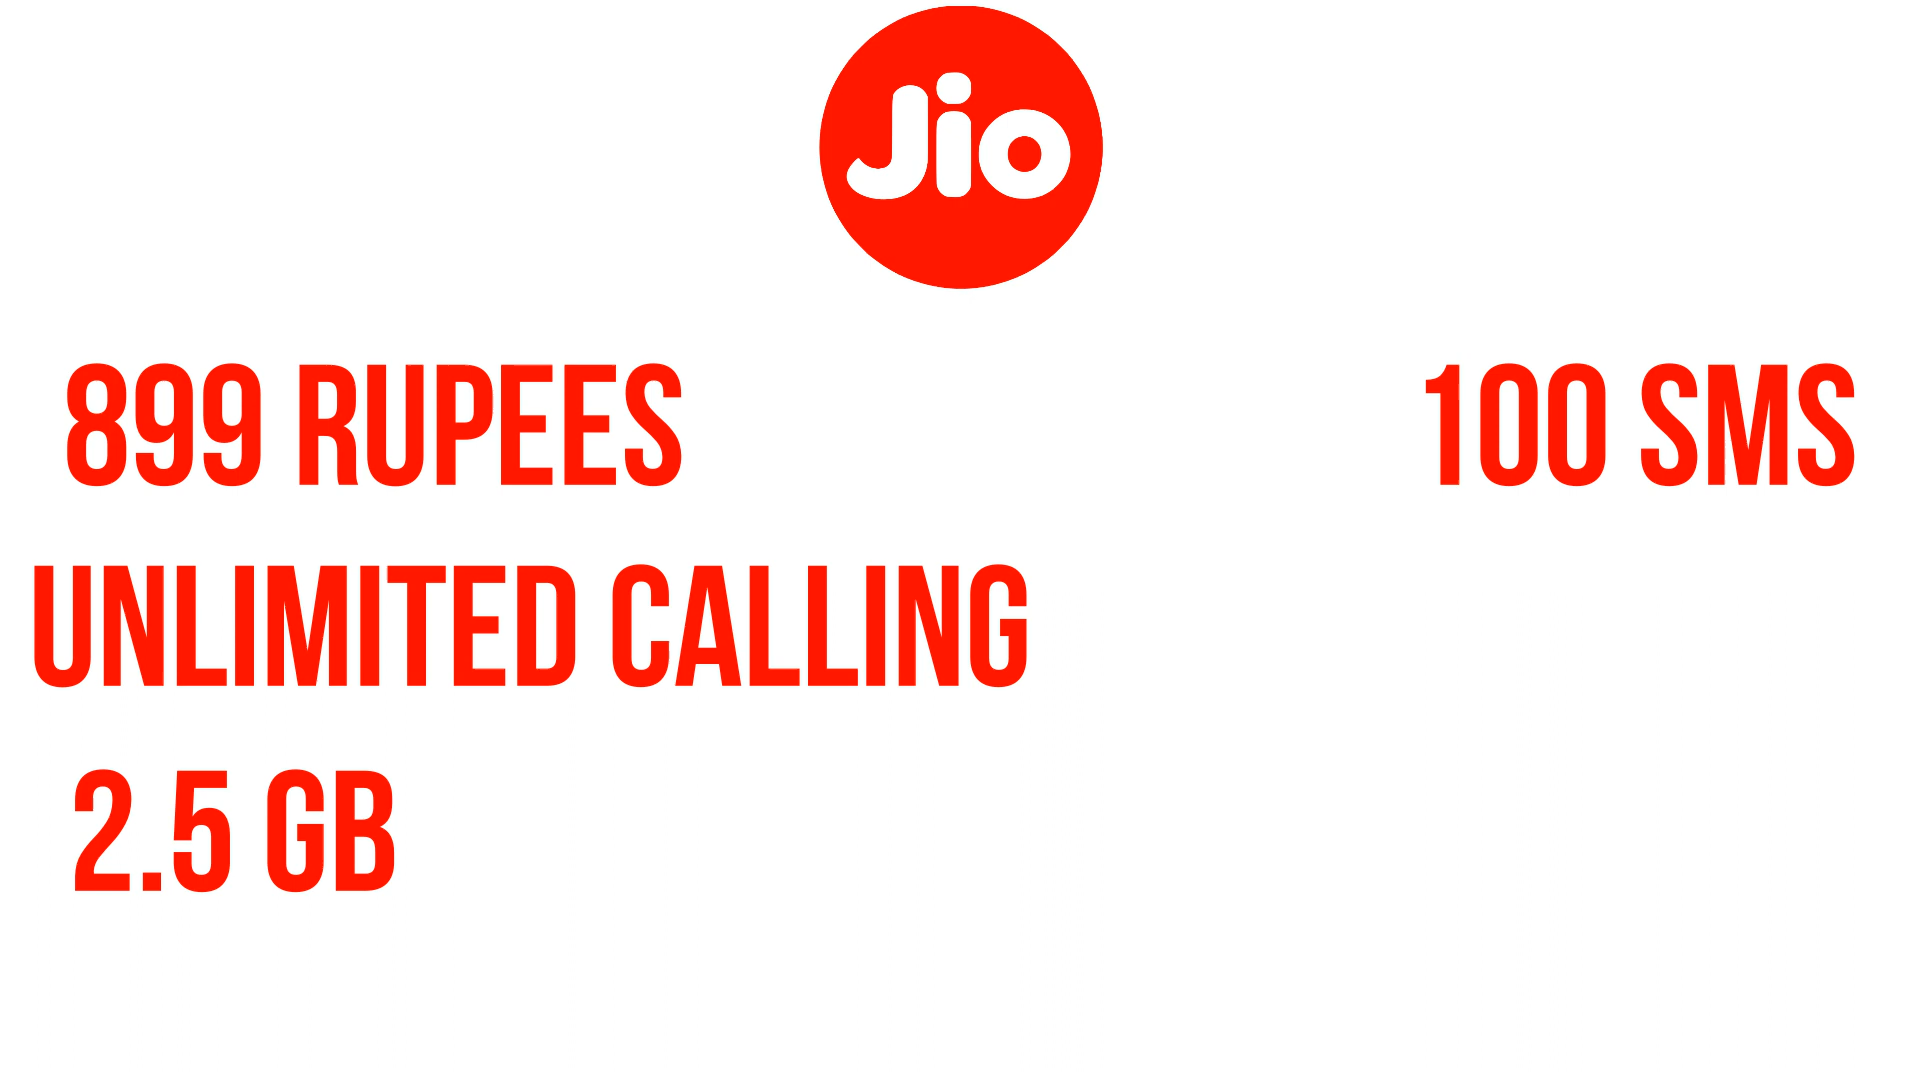 Jio
899 RUPEES
100 SMS
UNLIMITED CALLING
2.5 GB